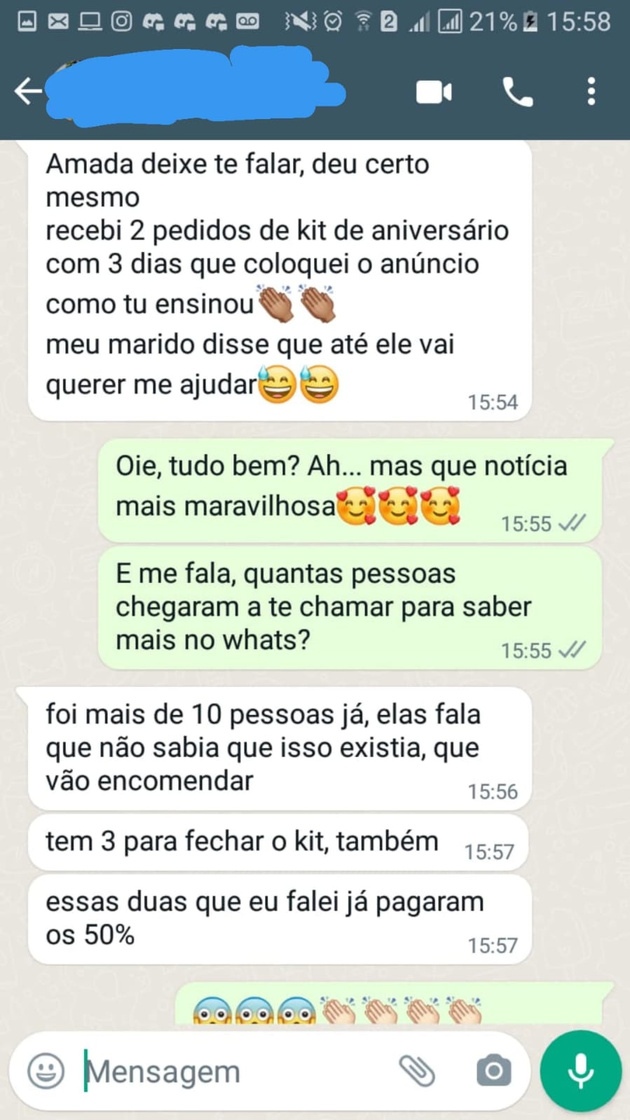 2 21% 15:58
Amada deixe te falar, deu certo
mesmo
recebi 2 pedidos de kit de aniversário
com 3 dias que coloquei o anúncio
como tu ensinou👏🏽👏🏽
meu marido disse que até ele vai
querer me ajudar😅😅
15:54
Oie, tudo bem? Ah... mas que notícia
mais maravilhosa🥰🥰🥰
15:55
E me fala, quantas pessoas
chegaram a te chamar para saber
mais no whats?
15:55
foi mais de 10 pessoas já, elas fala
que não sabia que isso existia, que
vão encomendar
15:56
tem 3 para fechar o kit, também
15:57
essas duas que eu falei já pagaram
os 50%
15:57
😱😱😱👏🏻👏🏻👏🏻👏🏻
Mensagem